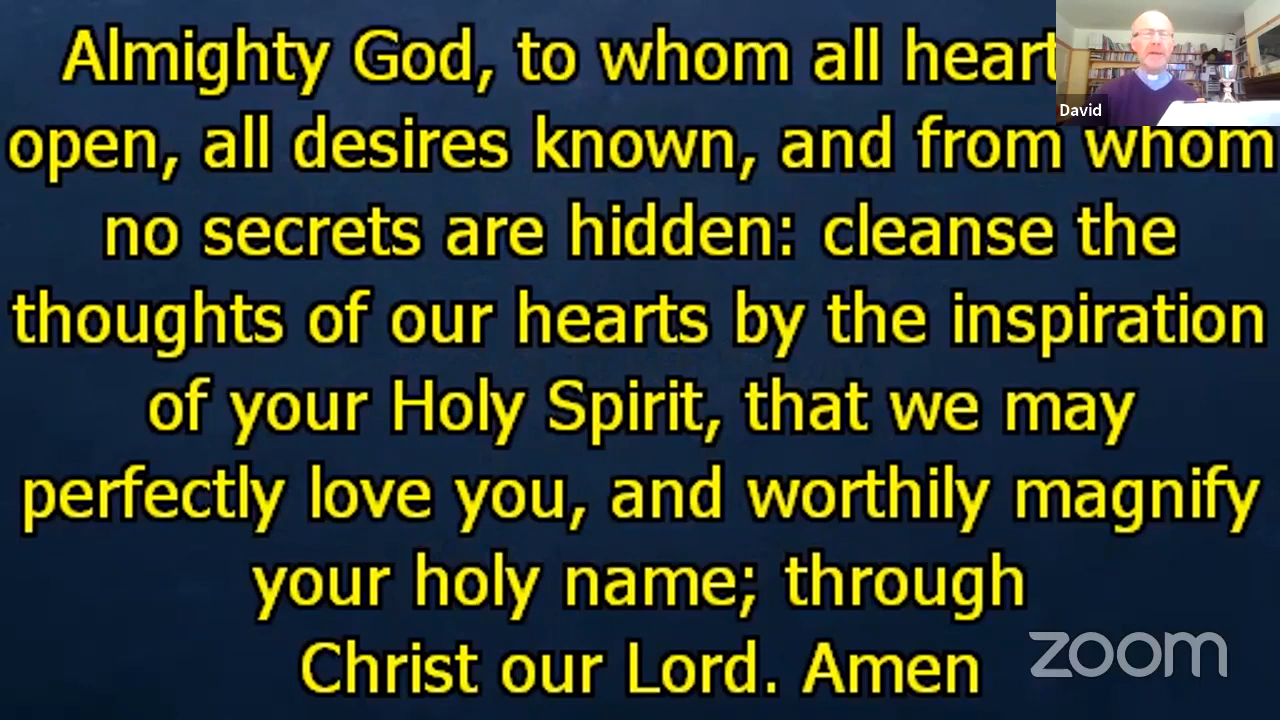 Almighty God, to whom all heart
open, all desires known, and from whom
no secrets are hidden: cleanse the
thoughts of our hearts by the inspiration
of your Holy Spirit, that we may
perfectly love you, and worthily magnify
your holy name; through
Christ our Lord. Amen
David
zoom